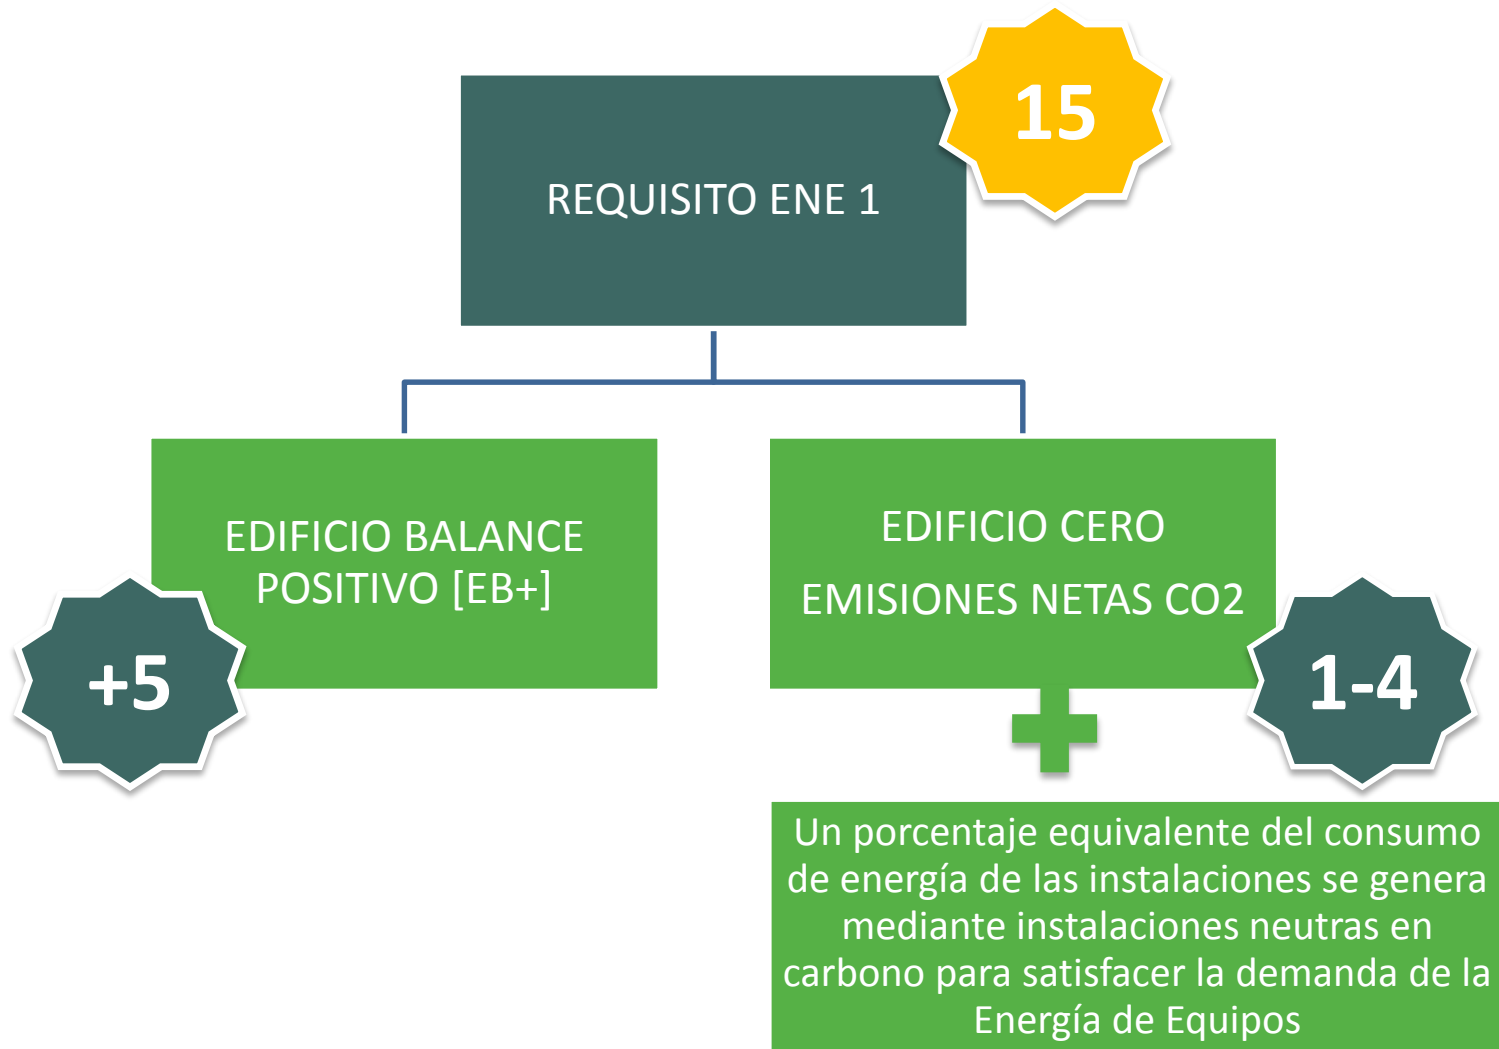 15
REQUISITO ENE 1
EDIFICIO BALANCE
POSITIVO [EB+]
+5
EDIFICIO CERO
EMISIONES NETAS CO2
1-4
Un porcentaje equivalente del consumo
de energía de las instalaciones se genera
mediante instalaciones neutras en
carbono para satisfacer la demanda de la
Energía de Equipos